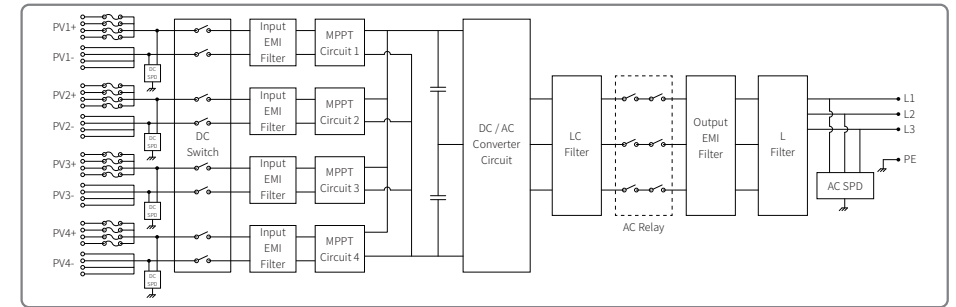 PV1+
PV1-
DC
SPD
PV2+
PV2-
DC
SPD
PV3+
PV3-
DC
SPD
PV4+
PV4-
DC
SPD
DC
Switch
Input
EMI
Filter
Input
EMI
Filter
Input
EMI
Filter
Input
EMI
Filter
MPPT
Circuit 1
MPPT
Circuit 2
MPPT
Circuit 3
MPPT
Circuit 4
DC / AC
Converter
Circuit
LC
Filter
AC Relay
Output
EMI
Filter
L
Filter
L1
L2
L3
PE
AC SPD